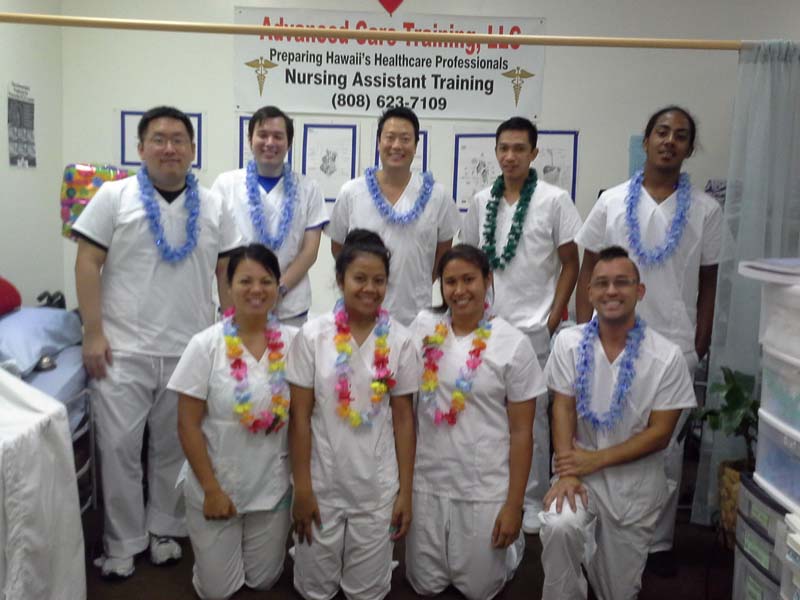 Advanced Care Training, LLC
Preparing Hawaii's Healthcare Professionals
Nursing Assistant Training
(808) 623-7109